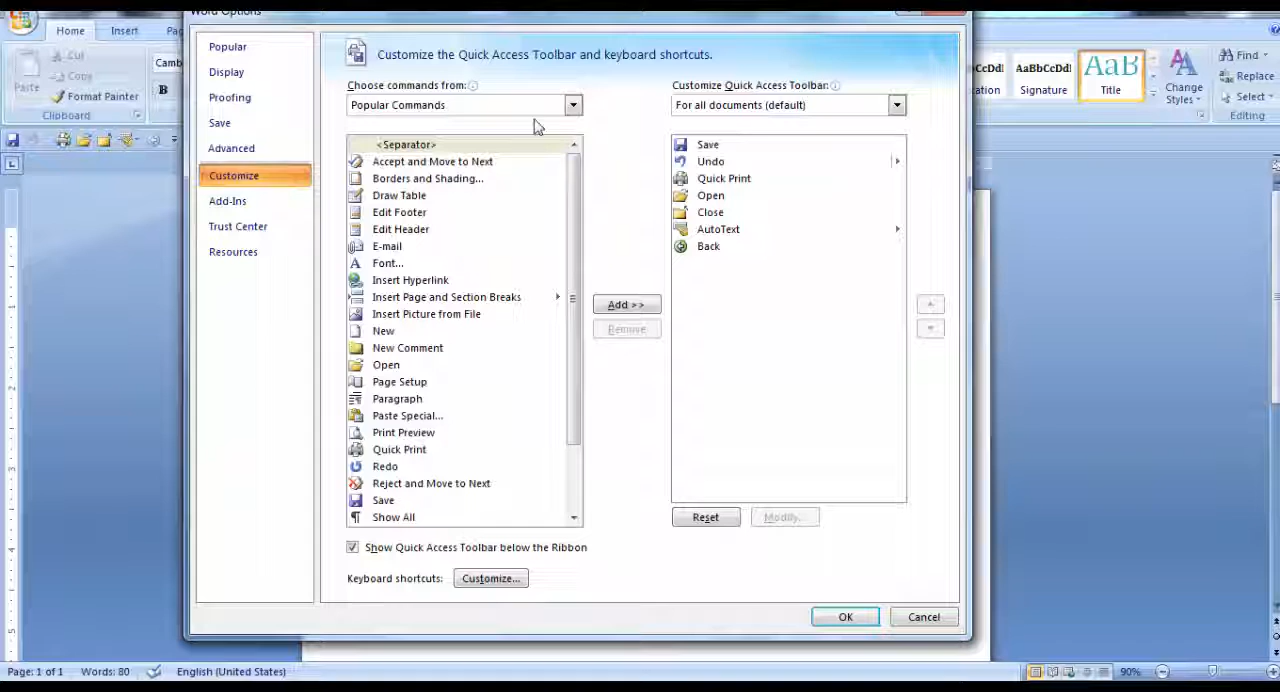 Word Options
Home Insert Pag
Cut
Copy
Paste
Format Painter
Clipboard
Camb
B
CcDd AaBbCcDd AaB
ation Signature Title
Change
Styles
Find
Replace
Select
Editing
Popular
Display
Proofing
Save
Advanced
Customize
Add-Ins
Trust Center
Resources
Customize the Quick Access Toolbar and keyboard shortcuts.
Choose commands from:
Popular Commands
<Separator>
Accept and Move to Next
Borders and Shading...
Draw Table
Edit Footer
Edit Header
E-mail
Font...
Insert Hyperlink
Insert Page and Section Breaks
Insert Picture from File
New
New Comment
Open
Page Setup
Paragraph
Paste Special...
Print Preview
Quick Print
Redo
Reject and Move to Next
Save
Show All
Add >>
Remove
Customize Quick Access Toolbar:
For all documents (default)
Save
Undo
Quick Print
Open
Close
AutoText
Back
Reset Modify...
Show Quick Access Toolbar below the Ribbon
Keyboard shortcuts: Customize...
OK Cancel
Page: 1 of 1 Words: 80 English (United States) 90%